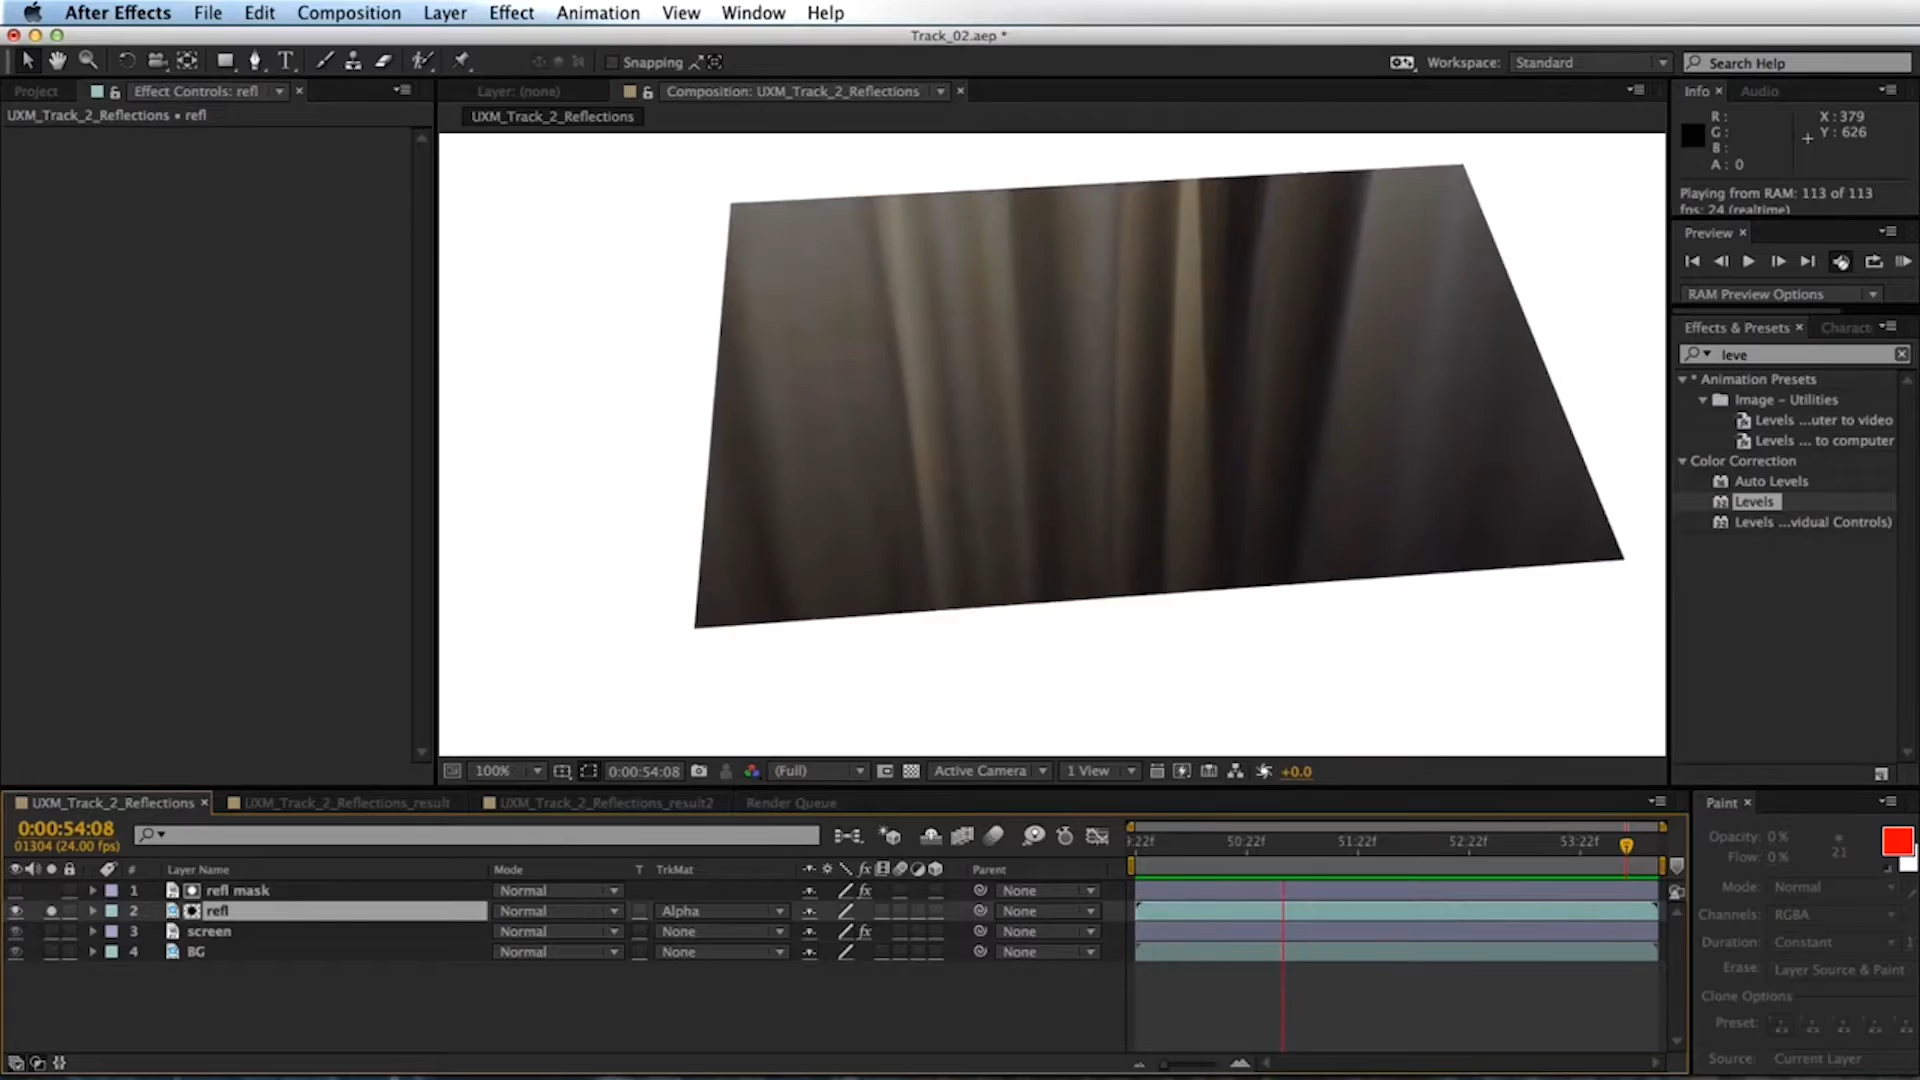 After Effects File Edit Composition Layer Effect Animation View Window Help
Track_02.aep *
Snapping Workspace: Standard Search Help
Project Effect Controls: refl Layer: (none) Composition: UXM_Track_2_Reflections Info Audio
UXM_Track_2_Reflections • refl
UXM_Track_2_Reflections
R: X: 379
G: Y: 626
B:
A: 0
Playing from RAM: 113 of 113
fps: 24 (realtime)
Preview
RAM Preview Options
Effects & Presets
leve
* Animation Presets
Image – Utilities
Levels ...uter to video
Levels ... to computer
Color Correction
Auto Levels
Levels
Levels ...vidual Controls)
100% 0:00:54:08 (Full) Active Camera 1 View +0.0
UXM_Track_2_Reflections UXM_Track_2_Reflections_result UXM_Track_2_Reflections_result2 Render Queue
0:00:54:08
01304 (24.00 fps)
:22f 50:22f 51:22f 52:22f 53:22f
# Layer Name Mode T TrkMat fx Parent
1 refl mask Normal fx None
2 refl Normal Alpha None
3 screen Normal None fx None
4 BG Normal None None
Paint
Opacity: 0 %
Flow: 0 % 21
Mode: Normal
Channels: RGBA
Duration: Constant
Erase: Layer Source & Paint
Clone Options
Preset:
Source: Current Layer